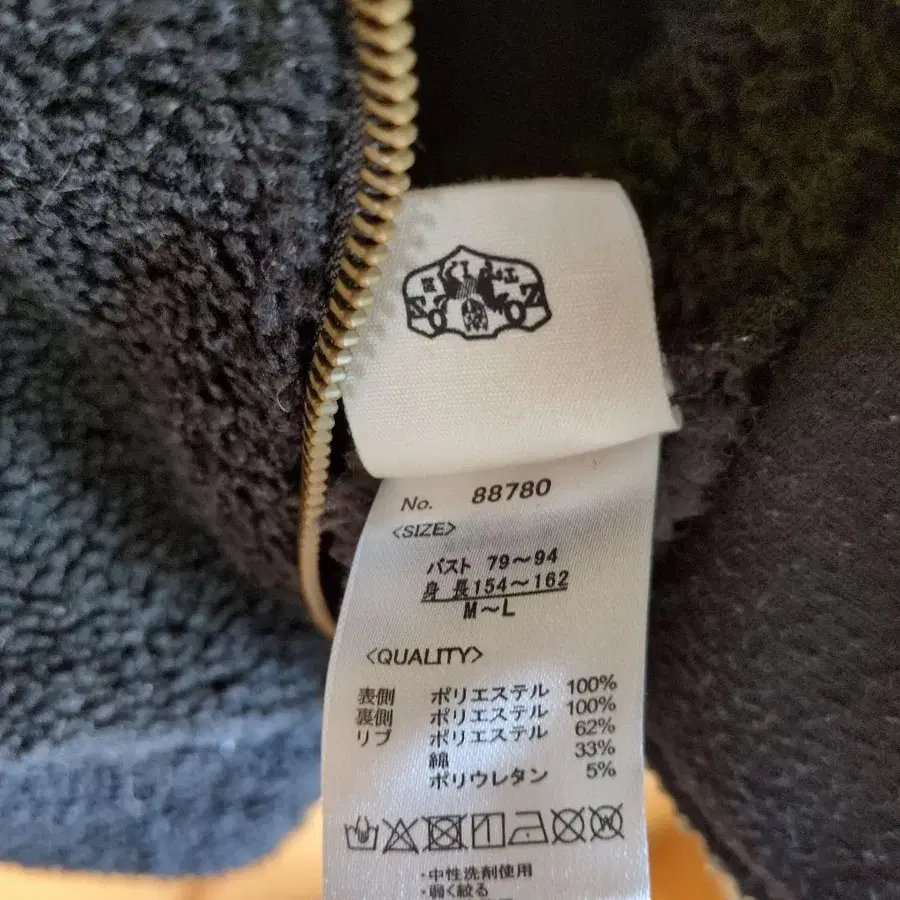 No. 88780
<SIZE>
バスト 79～94
身 長154～162
M～L
<QUALITY>
表側 ポリエステル 100%
裏側 ポリエステル 100%
リブ ポリエステル 62%
綿 33%
ポリウレタン 5%
・中性洗剤使用
・弱く絞る